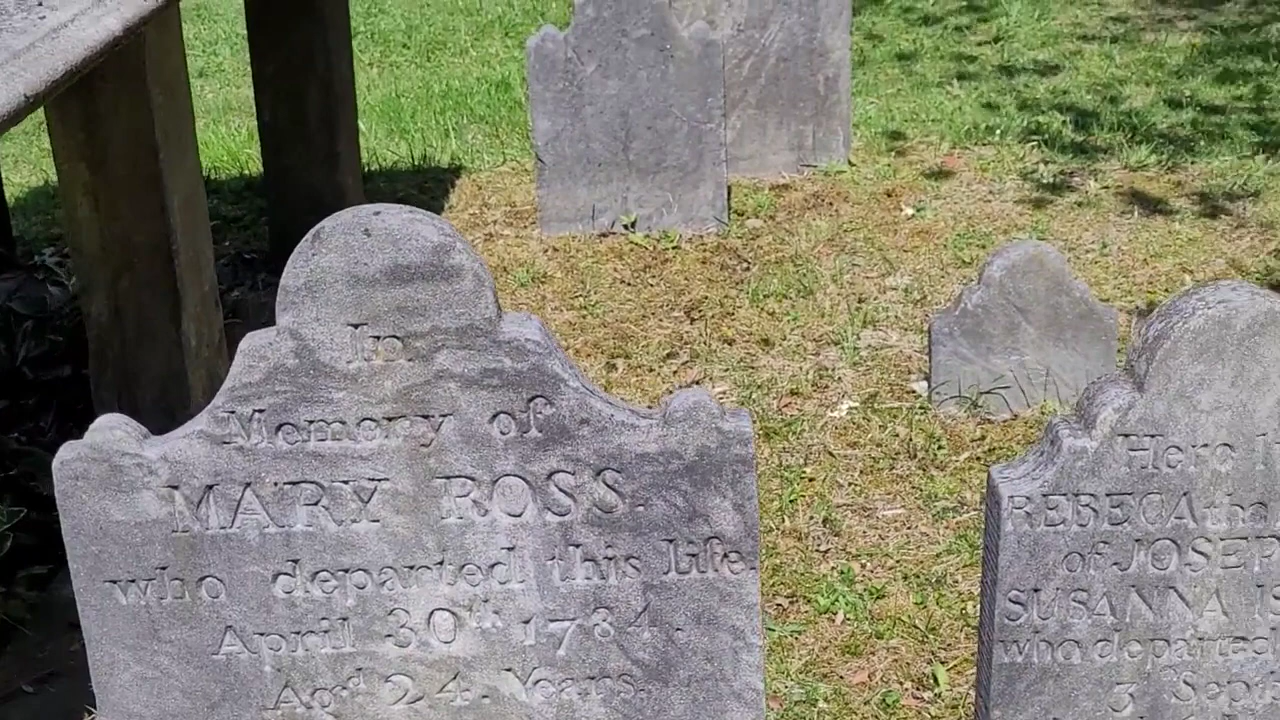 In
Memory of
MARY ROSS.
who departed this life
April 30th 1784.
Agd 24. Years.
Here
REBECA the
of JOSEP
SUSANNA IS
who departed
3 Sept